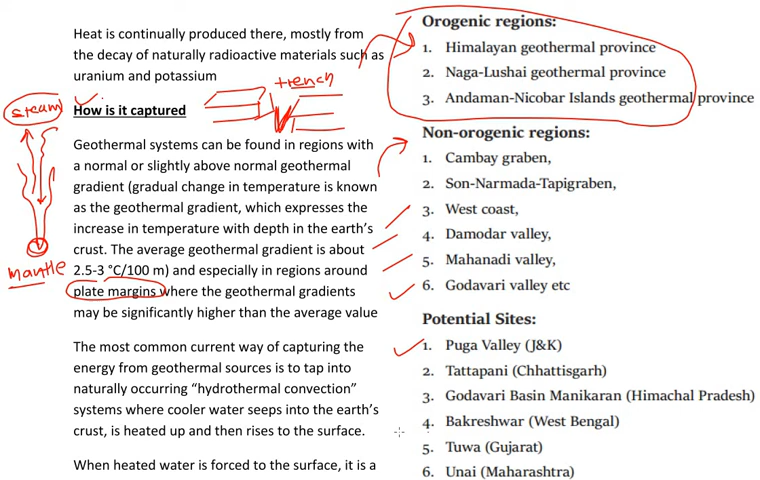 Heat is continually produced there, mostly from
the decay of naturally radioactive materials such as
uranium and potassium
trench
steam
How is it captured
Geothermal systems can be found in regions with
a normal or slightly above normal geothermal
gradient (gradual change in temperature is known
as the geothermal gradient, which expresses the
increase in temperature with depth in the earth's
crust. The average geothermal gradient is about
2.5-3 °C/100 m) and especially in regions around
mantle
plate margins where the geothermal gradients
may be significantly higher than the average value
The most common current way of capturing the
energy from geothermal sources is to tap into
naturally occurring "hydrothermal convection"
systems where cooler water seeps into the earth's
crust, is heated up and then rises to the surface.
When heated water is forced to the surface, it is a
Orogenic regions:
1. Himalayan geothermal province
2. Naga-Lushai geothermal province
3. Andaman-Nicobar Islands geothermal province
Non-orogenic regions:
1. Cambay graben,
2. Son-Narmada-Tapigraben,
3. West coast,
4. Damodar valley,
5. Mahanadi valley,
6. Godavari valley etc
Potential Sites:
1. Puga Valley (J&K)
2. Tattapani (Chhattisgarh)
3. Godavari Basin Manikaran (Himachal Pradesh)
4. Bakreshwar (West Bengal)
5. Tuwa (Gujarat)
6. Unai (Maharashtra)